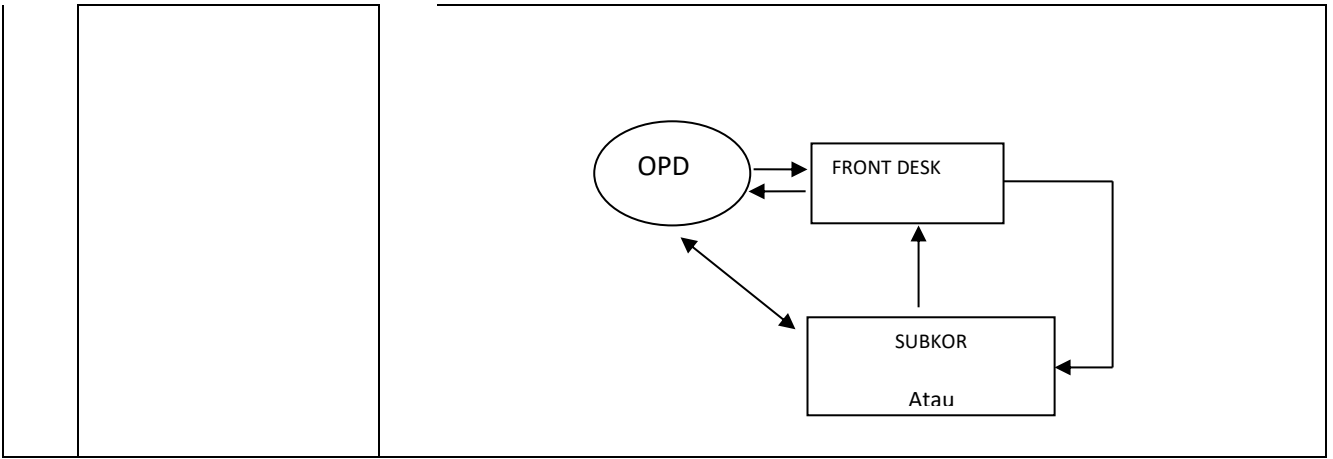 OPD
FRONT DESK
SUBKOR
Atau